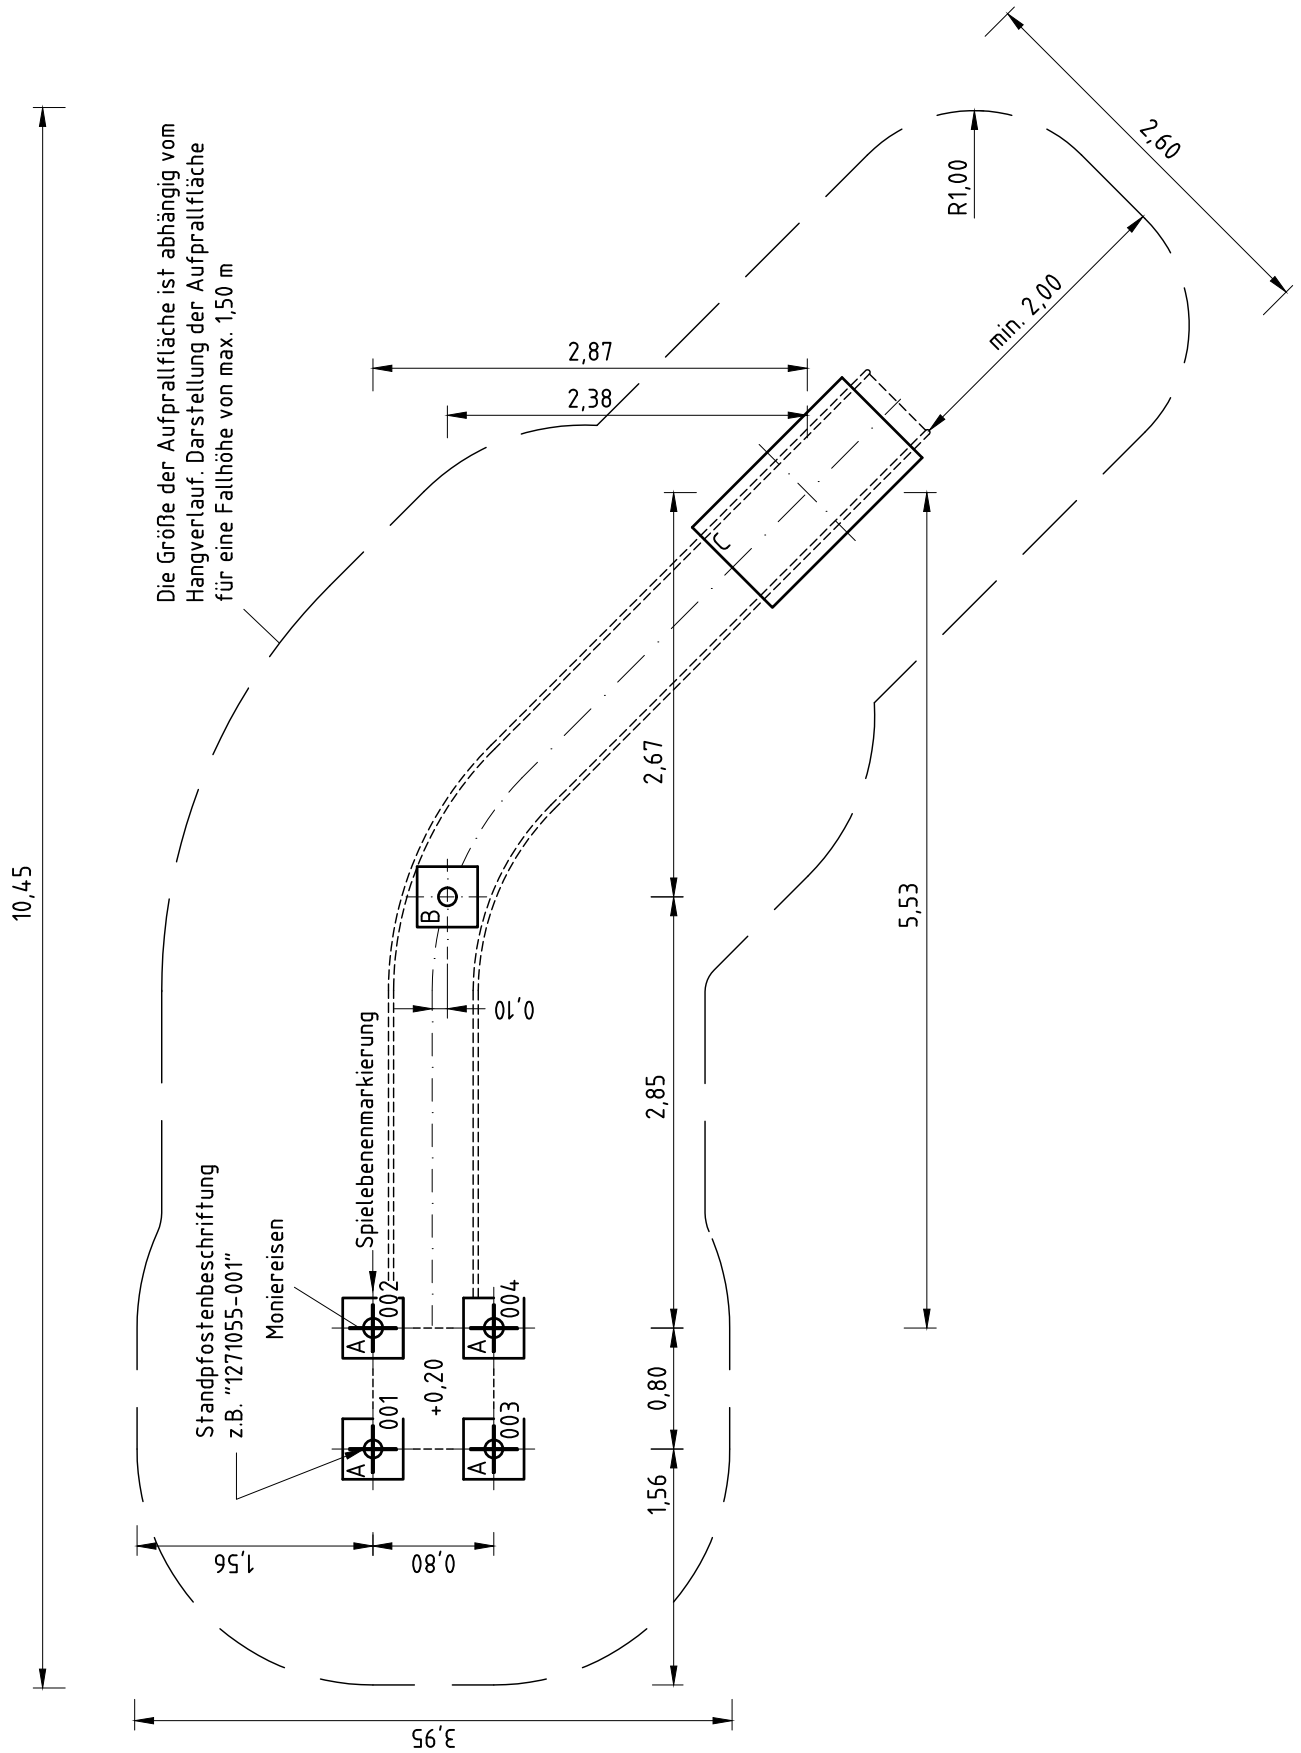 Die Größe der Aufprallfläche ist abhängig vom
Hangverlauf. Darstellung der Aufprallfläche
für eine Fallhöhe von max. 1,50 m
10,45
Standpfostenbeschriftung
z.B. "1271055-001"
Moniereisen
Spielebenenmarkierung
R1,00
2,60
min. 2,00
2,87
2,38
C
2,67
5,53
B
0,10
2,85
A
002
A
004
+0,20
0,80
A
001
A
003
1,56
1,56
0,80
3,95